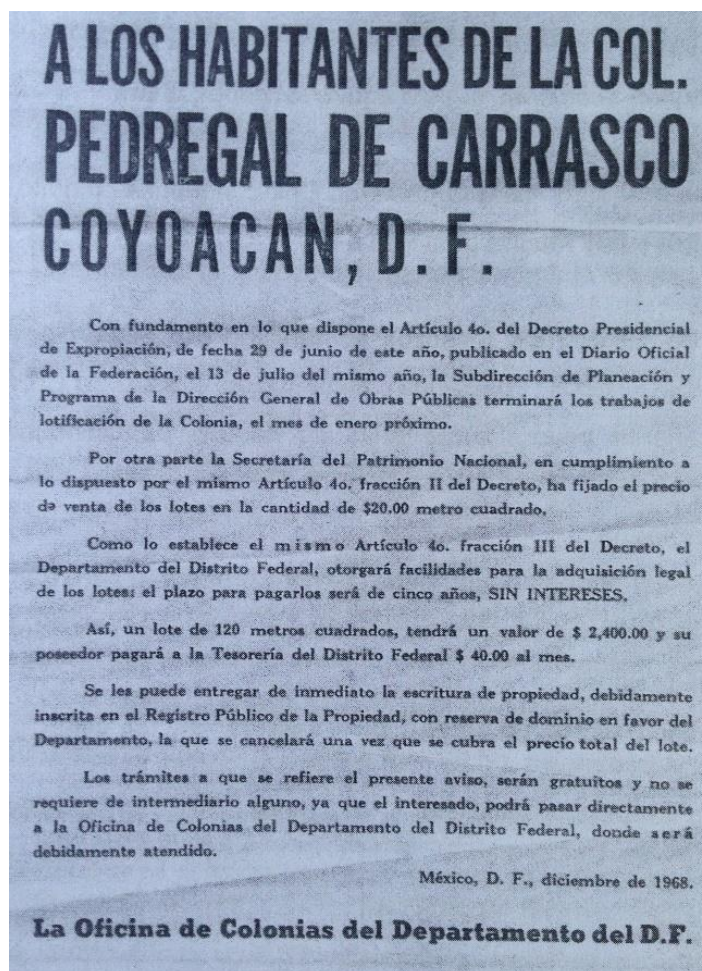 A LOS HABITANTES DE LA COL.
PEDREGAL DE CARRASCO
COYOACAN, D. F.
Con fundamento en lo que dispone el Artículo 4o. del Decreto Presidencial
de Expropiación, de fecha 29 de junio de este año, publicado en el Diario Oficial
de la Federación, el 13 de julio del mismo año, la Subdirección de Planeación y
Programa de la Dirección General de Obras Públicas terminará los trabajos de
lotificación de la Colonia, el mes de enero próximo.
Por otra parte la Secretaría del Patrimonio Nacional, en cumplimiento a
lo dispuesto por el mismo Artículo 4o. fracción II del Decreto, ha fijado el precio
de venta de los lotes en la cantidad de $20.00 metro cuadrado.
Como lo establece el mismo Artículo 4o. fracción III del Decreto, el
Departamento del Distrito Federal, otorgará facilidades para la adquisición legal
de los lotes: el plazo para pagarlos será de cinco años, SIN INTERESES.
Así, un lote de 120 metros cuadrados, tendrá un valor de $ 2,400.00 y su
poseedor pagará a la Tesorería del Distrito Federal $ 40.00 al mes.
Se les puede entregar de inmediato la escritura de propiedad, debidamente
inscrita en el Registro Público de la Propiedad, con reserva de dominio en favor del
Departamento, la que se cancelará una vez que se cubra el precio total del lote.
Los trámites a que se refiere el presente aviso, serán gratuitos y no se
requiere de intermediario alguno, ya que el interesado, podrá pasar directamente
a la Oficina de Colonias del Departamento del Distrito Federal, donde será
debidamente atendido.
México, D. F., diciembre de 1968.
La Oficina de Colonias del Departamento del D.F.